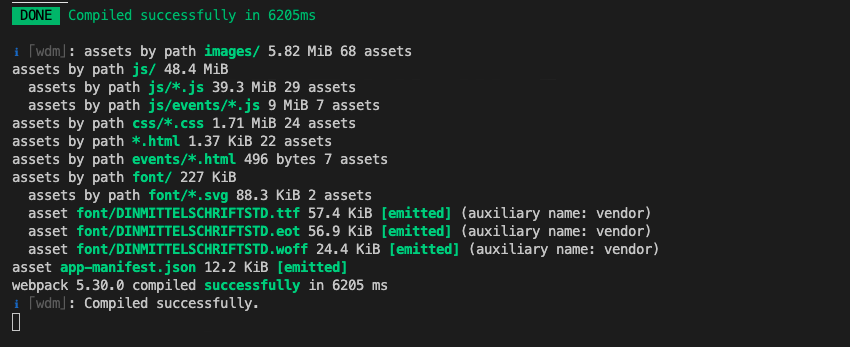 DONE Compiled successfully in 6205ms
i ⌈wdm⌋: assets by path images/ 5.82 MiB 68 assets
assets by path js/ 48.4 MiB
  assets by path js/*.js 39.3 MiB 29 assets
  assets by path js/events/*.js 9 MiB 7 assets
assets by path css/*.css 1.71 MiB 24 assets
assets by path *.html 1.37 KiB 22 assets
assets by path events/*.html 496 bytes 7 assets
assets by path font/ 227 KiB
  assets by path font/*.svg 88.3 KiB 2 assets
  asset font/DINMITTELSCHRIFTSTD.ttf 57.4 KiB [emitted] (auxiliary name: vendor)
  asset font/DINMITTELSCHRIFTSTD.eot 56.9 KiB [emitted] (auxiliary name: vendor)
  asset font/DINMITTELSCHRIFTSTD.woff 24.4 KiB [emitted] (auxiliary name: vendor)
asset app-manifest.json 12.2 KiB [emitted]
webpack 5.30.0 compiled successfully in 6205 ms
i ⌈wdm⌋: Compiled successfully.